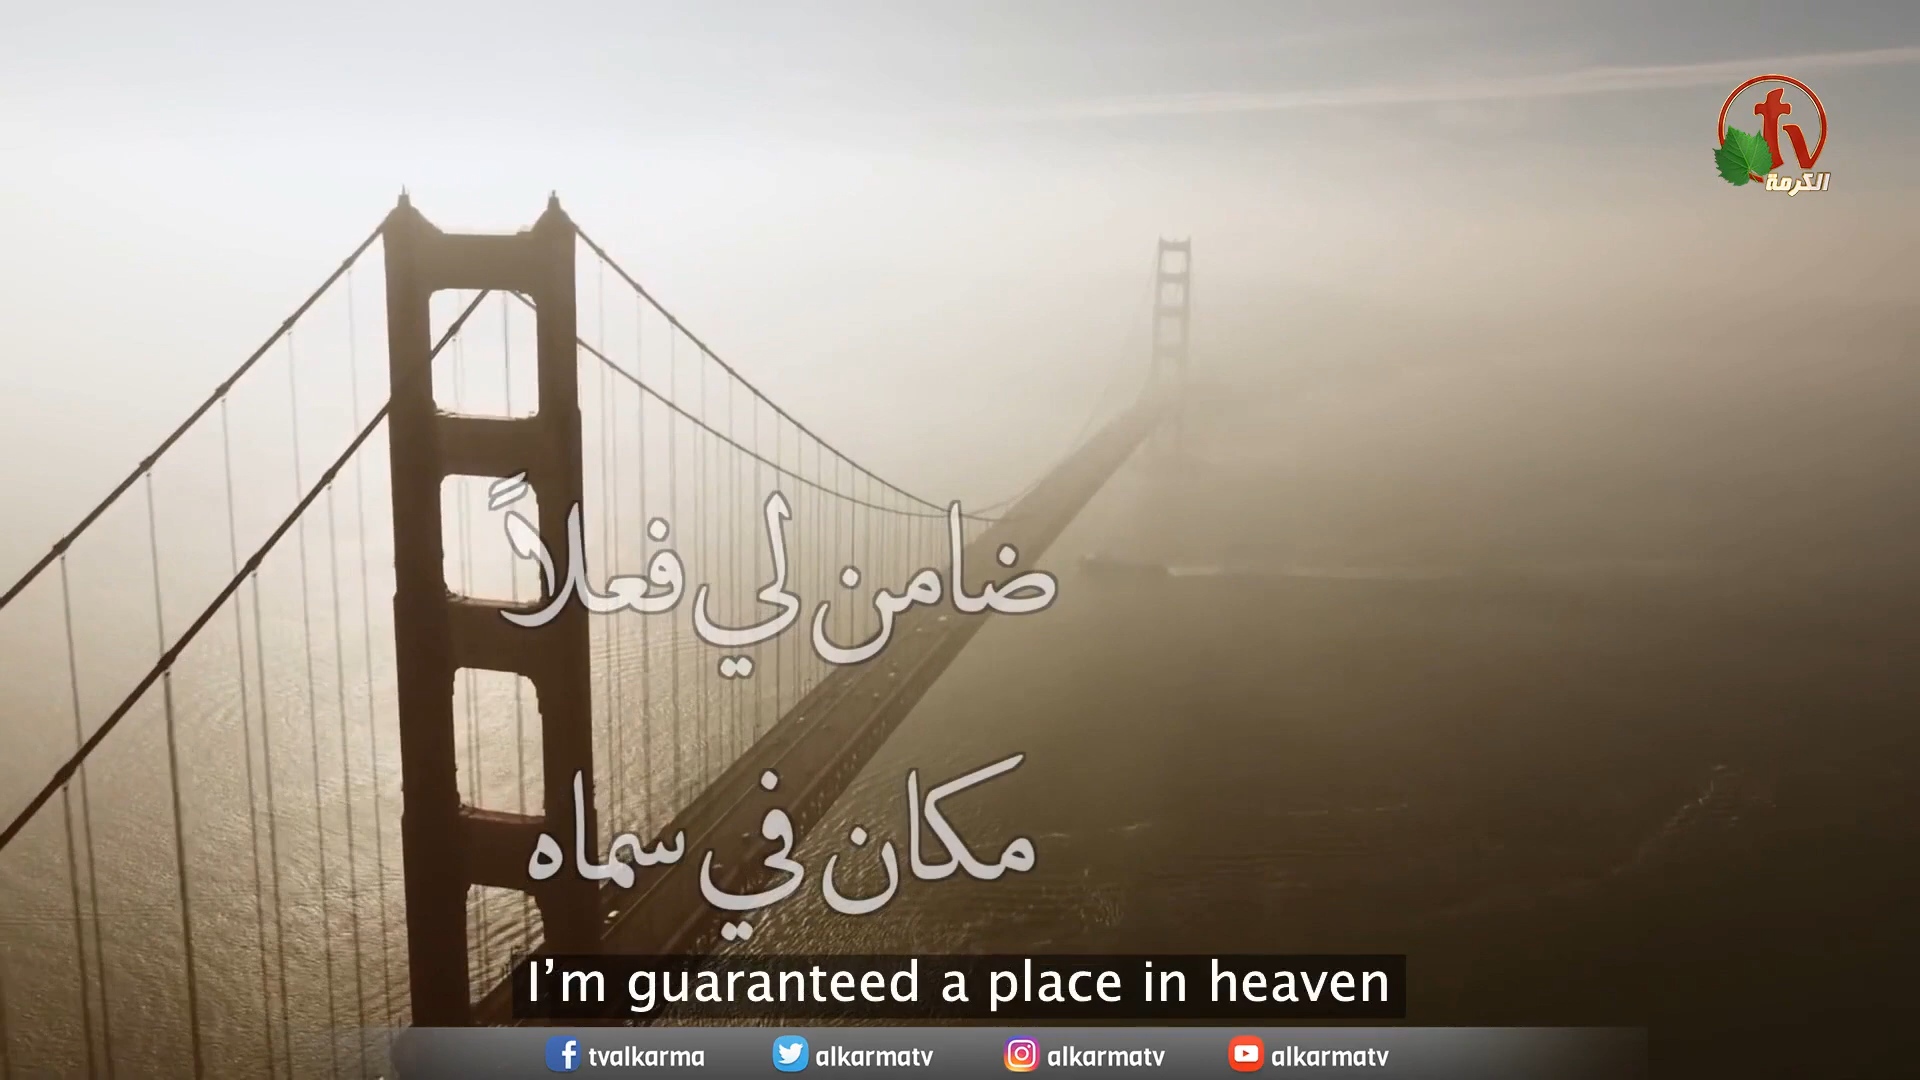 tv
الكرمة
ضامن لي فعلاً
مكان في سماه
I’m guaranteed a place in heaven
tvalkarma alkarmatv alkarmatv alkarmatv